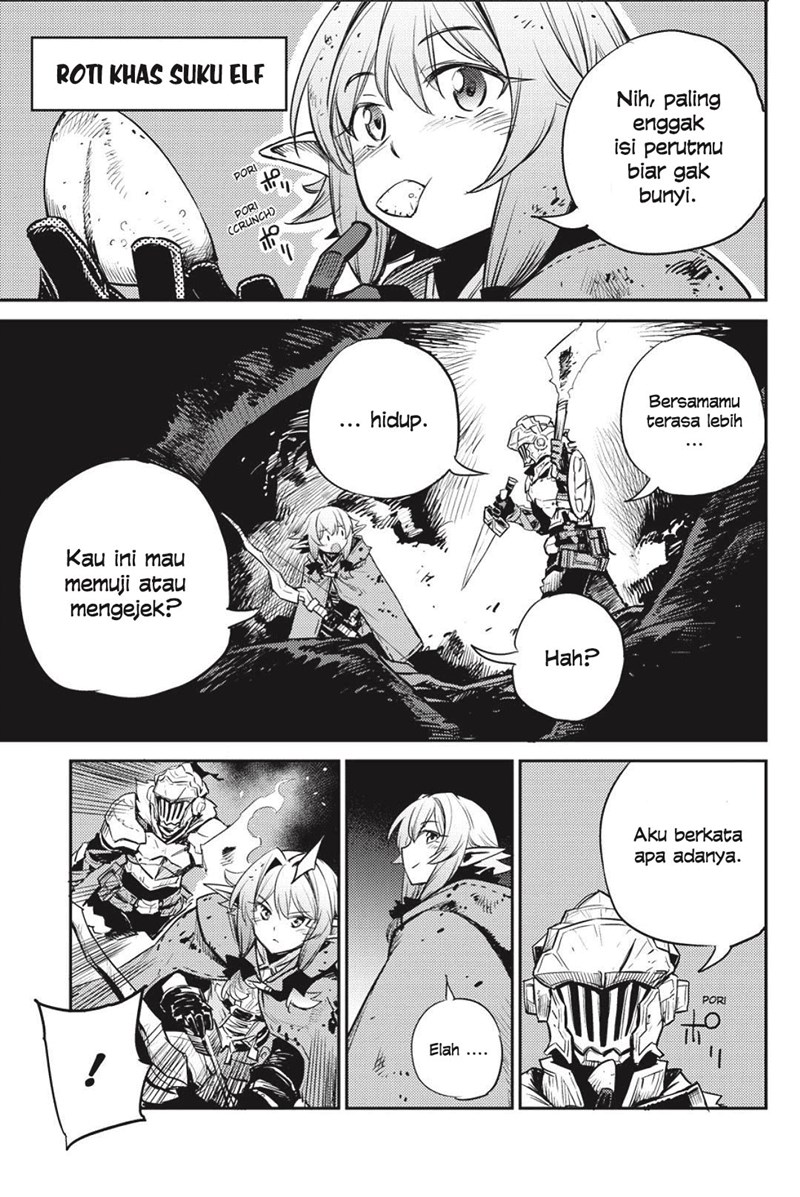 ROTI KHAS SUKU ELF
Nih, paling
enggak
isi perutmu
biar gak
bunyi.
PORI
ポリ
PORI
(CRUNCH)
ポリ
Bersamamu
terasa lebih
...
... hidup.
Hah?
Kau ini mau
memuji atau
mengejek?
Aku berkata
apa adanya.
PORI
ポリ
Elah ....
!